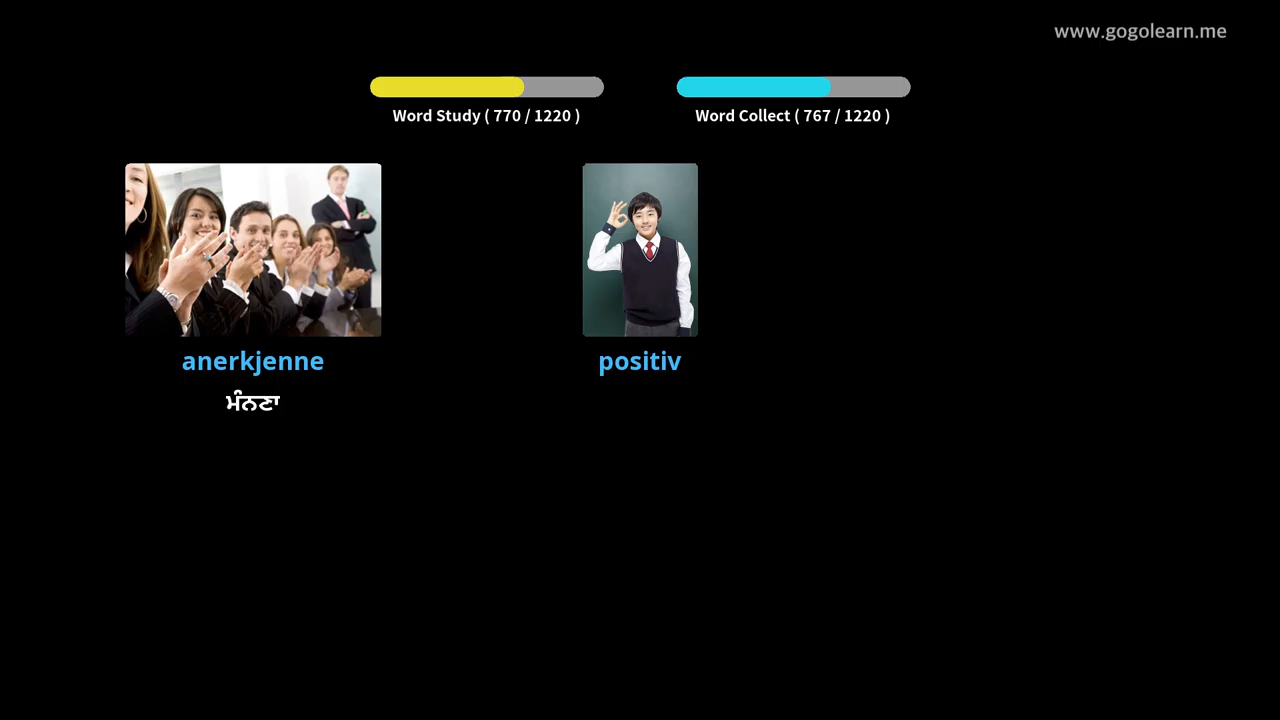 www.gogolearn.me
Word Study ( 770 / 1220 )
Word Collect ( 767 / 1220 )
anerkjenne
positiv
ਮੰਨਣਾ